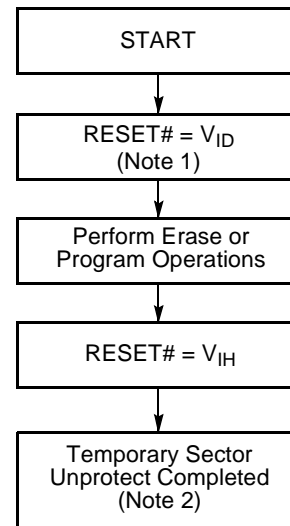 START
RESET# = VID
(Note 1)
Perform Erase or
Program Operations
RESET# = VIH
Temporary Sector
Unprotect Completed
(Note 2)